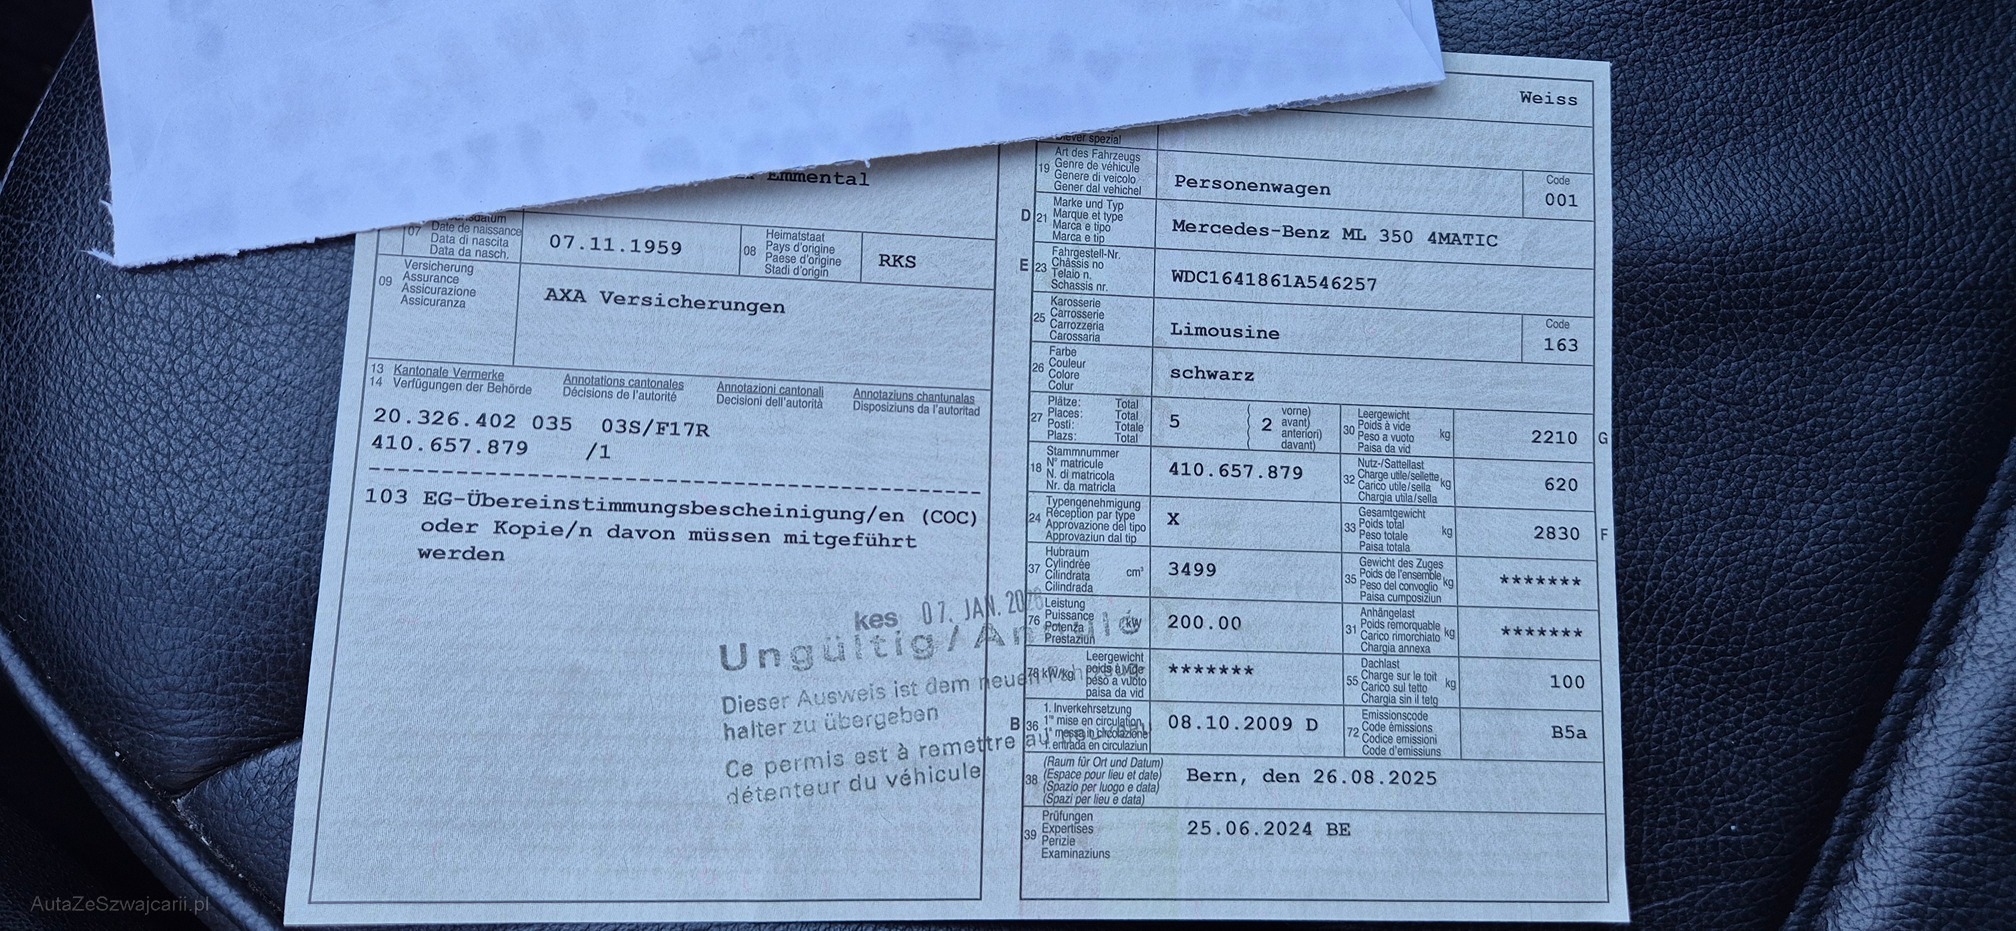 Weiss
Emmental
07
Date de naissance
Data di nascita
Data da nasch.
07.11.1959
08
Heimatstaat
Pays d'origine
Paese d'origine
Stadi d'origin
RKS
09
Versicherung
Assurance
Assicurazione
Assicuranza
AXA Versicherungen
13 Kantonale Vermerke
14 Verfügungen der Behörde
Annotations cantonales
Décisions de l'autorité
Annotazioni cantonali
Decisioni dell'autorità
Annotaziuns chantunalas
Disposiziuns da l'autoritad
20.326.402 035 03S/F17R
410.657.879 /1
103 EG-Übereinstimmungsbescheinigung/en (COC)
oder Kopie/n davon müssen mitgeführt
werden
kes 07. JAN.
Ungültig/
Dieser Ausweis ist dem neuen
halter zu übergeben
Ce permis est à remettre au
détenteur du véhicule
spezial
19
Art des Fahrzeugs
Genre de véhicule
Genere di veicolo
Gener dal vehichel
Personenwagen
Code
001
D 21
Marke und Typ
Marque et type
Marca e tipo
Marca e tip
Mercedes-Benz ML 350 4MATIC
E 23
Fahrgestell-Nr.
Châssis no
Telaio n.
Schassis nr.
WDC1641861A546257
25
Karosserie
Carrosserie
Carrozzeria
Carossaria
Limousine
Code
163
26
Farbe
Couleur
Colore
Colur
schwarz
27
Plätze: Total
Places: Total
Posti: Totale
Plazs: Total
5
2
vorne)
avant)
anteriori)
davant)
30
Leergewicht
Poids à vide
Peso a vuoto kg
Paisa da vid
2210 G
18
Stammnummer
N° matricule
N. di matricola
Nr. da matricla
410.657.879
32
Nutz-/Sattellast
Charge utile/sellette kg
Carico utile/sella
Chargia utila/sella
620
24
Typengenehmigung
Réception par type
Approvazione del tipo
Approvaziun dal tip
X
33
Gesamtgewicht
Poids total kg
Peso totale
Paisa totala
2830 F
37
Hubraum
Cylindrée
Cilindrata cm³
Cilindrada
3499
35
Gewicht des Zuges
Poids de l'ensemble kg
Peso del convoglio
Paisa cumposiziun
*******
76
Leistung
Puissance
Potenza kW
Prestaziun
200.00
31
Anhängelast
Poids remorquable kg
Carico rimorchiato
Chargia annexa
*******
78 kW/kg
Leergewicht
poids à vide
peso a vuoto
paisa da vid
*******
55
Dachlast
Charge sur le toit kg
Carico sul tetto
Chargia sin il tetg
100
B 36
1. Inverkehrsetzung
1re mise en circulation
1. messa in circolazione
1. entrada en circulaziun
08.10.2009 D
72
Emissionscode
Code émissions
Codice emissioni
Code d'emissiuns
B5a
38
(Raum für Ort und Datum)
(Espace pour lieu et date)
(Spazio per luogo e data)
(Spazi per lieu e data)
Bern, den 26.08.2025
39
Prüfungen
Expertises
Perizie
Examinaziuns
25.06.2024 BE
AutaZeSzwajcarii.pl